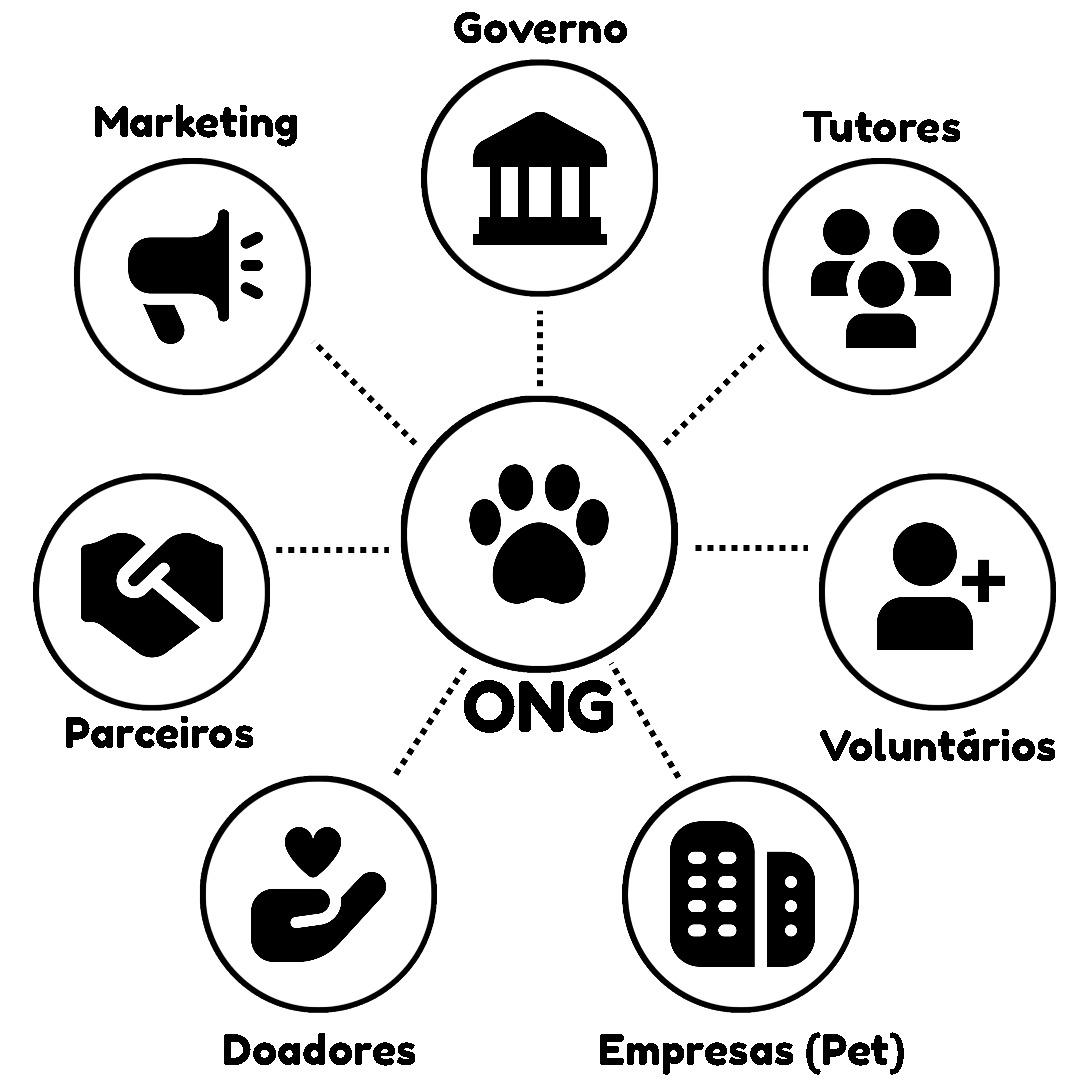 Governo
Marketing
Tutores
ONG
Parceiros
Voluntários
Doadores
Empresas (Pet)